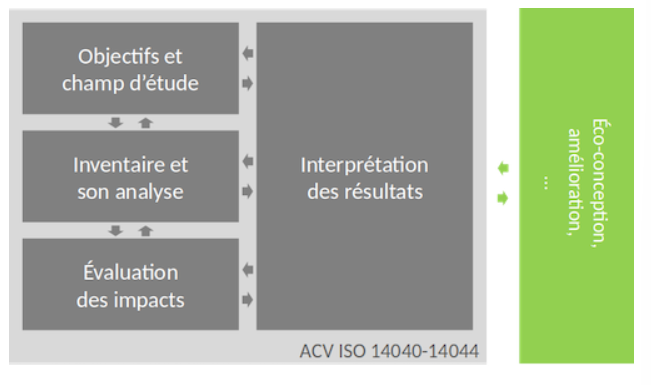 Objectifs et
champ d’étude
Inventaire et
son analyse
Évaluation
des impacts
Interprétation
des résultats
ACV ISO 14040-14044
Éco-conception,
amélioration,
...